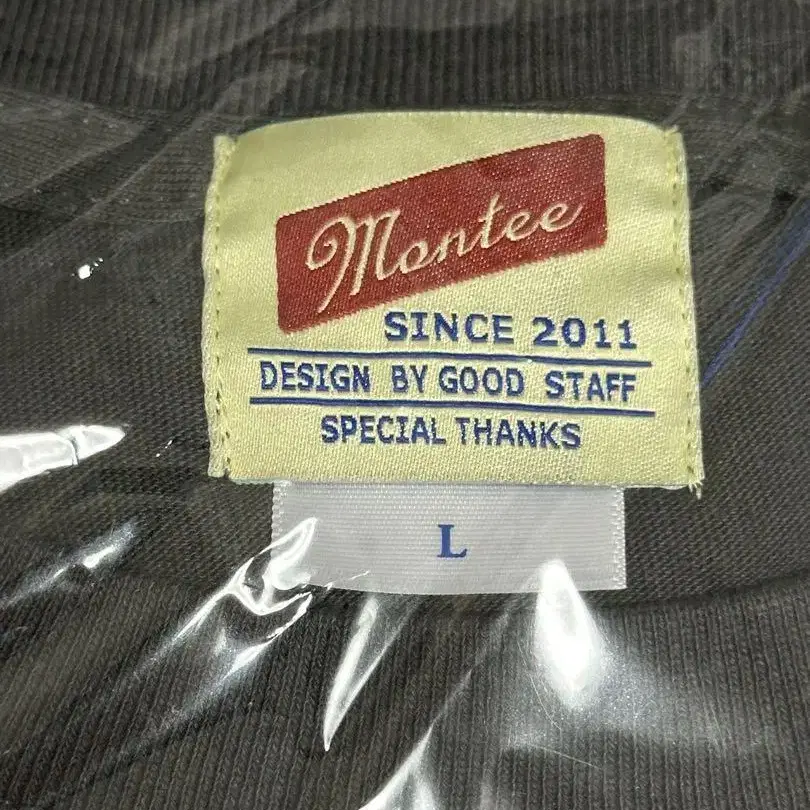 Montee
SINCE 2011
DESIGN BY GOOD STAFF
SPECIAL THANKS
L